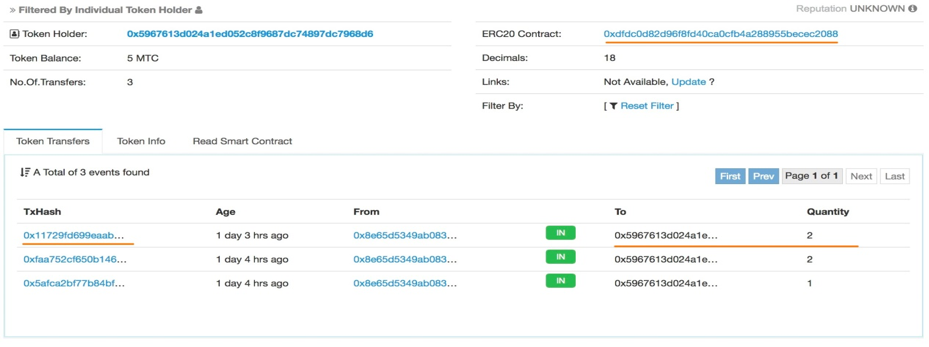 » Filtered By Individual Token Holder
Reputation UNKNOWN
Token Holder: 0x5967613d024a1ed052c8f9687dc74897dc7968d6
Token Balance: 5 MTC
No.Of.Transfers: 3
ERC20 Contract: 0xdfdc0d82d96f8fd40ca0cfb4a288955becec2088
Decimals: 18
Links: Not Available, Update ?
Filter By: [ Reset Filter ]
Token Transfers Token Info Read Smart Contract
A Total of 3 events found
First Prev Page 1 of 1 Next Last
TxHash Age From To Quantity
0x11729fd699eaab... 1 day 3 hrs ago 0x8e65d5349ab083... IN 0x5967613d024a1e... 2
0xfaa752cf650b146... 1 day 4 hrs ago 0x8e65d5349ab083... IN 0x5967613d024a1e... 2
0x5afca2bf77b84bf... 1 day 4 hrs ago 0x8e65d5349ab083... IN 0x5967613d024a1e... 1